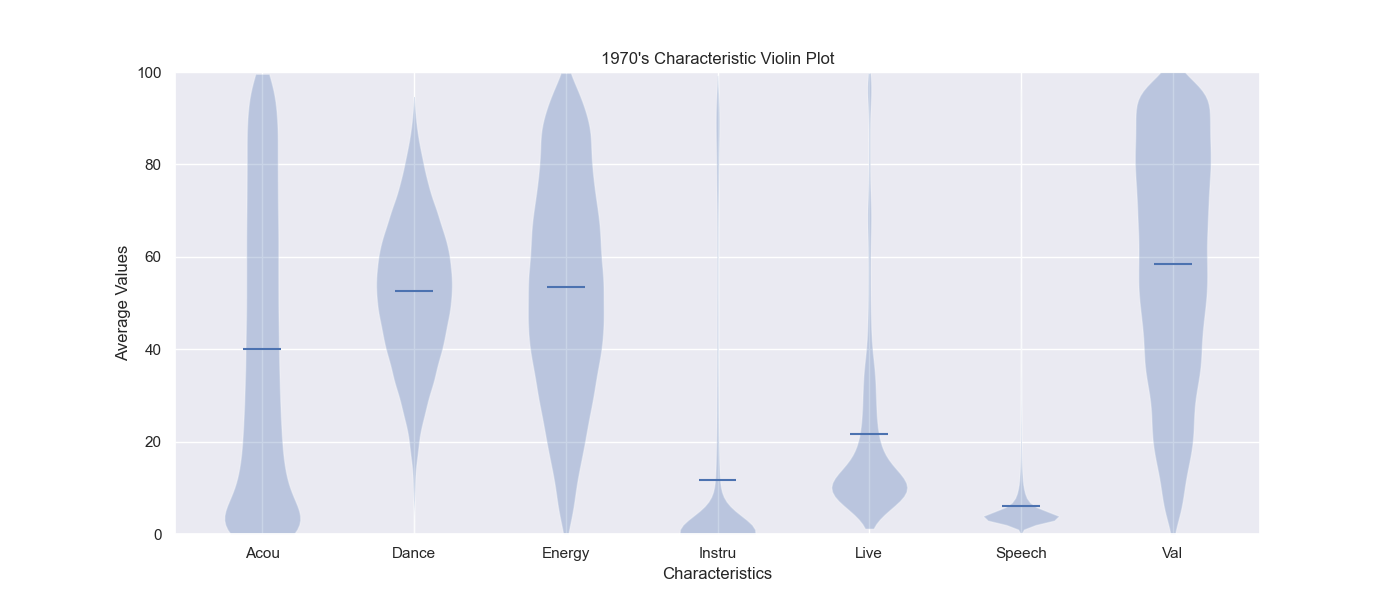 1970's Characteristic Violin Plot
100
80
60
40
20
0
Average Values
Acou Dance Energy Instru Live Speech Val
Characteristics